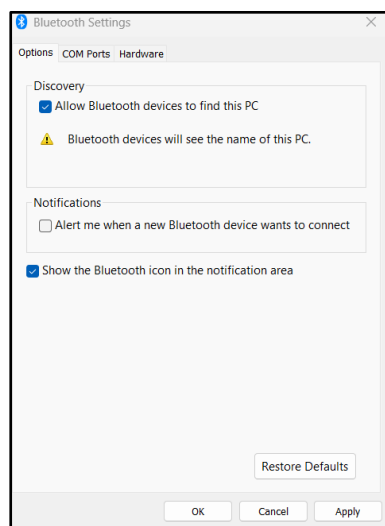 Bluetooth Settings
Options COM Ports Hardware
Discovery
Allow Bluetooth devices to find this PC
Bluetooth devices will see the name of this PC.
Notifications
Alert me when a new Bluetooth device wants to connect
Show the Bluetooth icon in the notification area
Restore Defaults
OK Cancel Apply